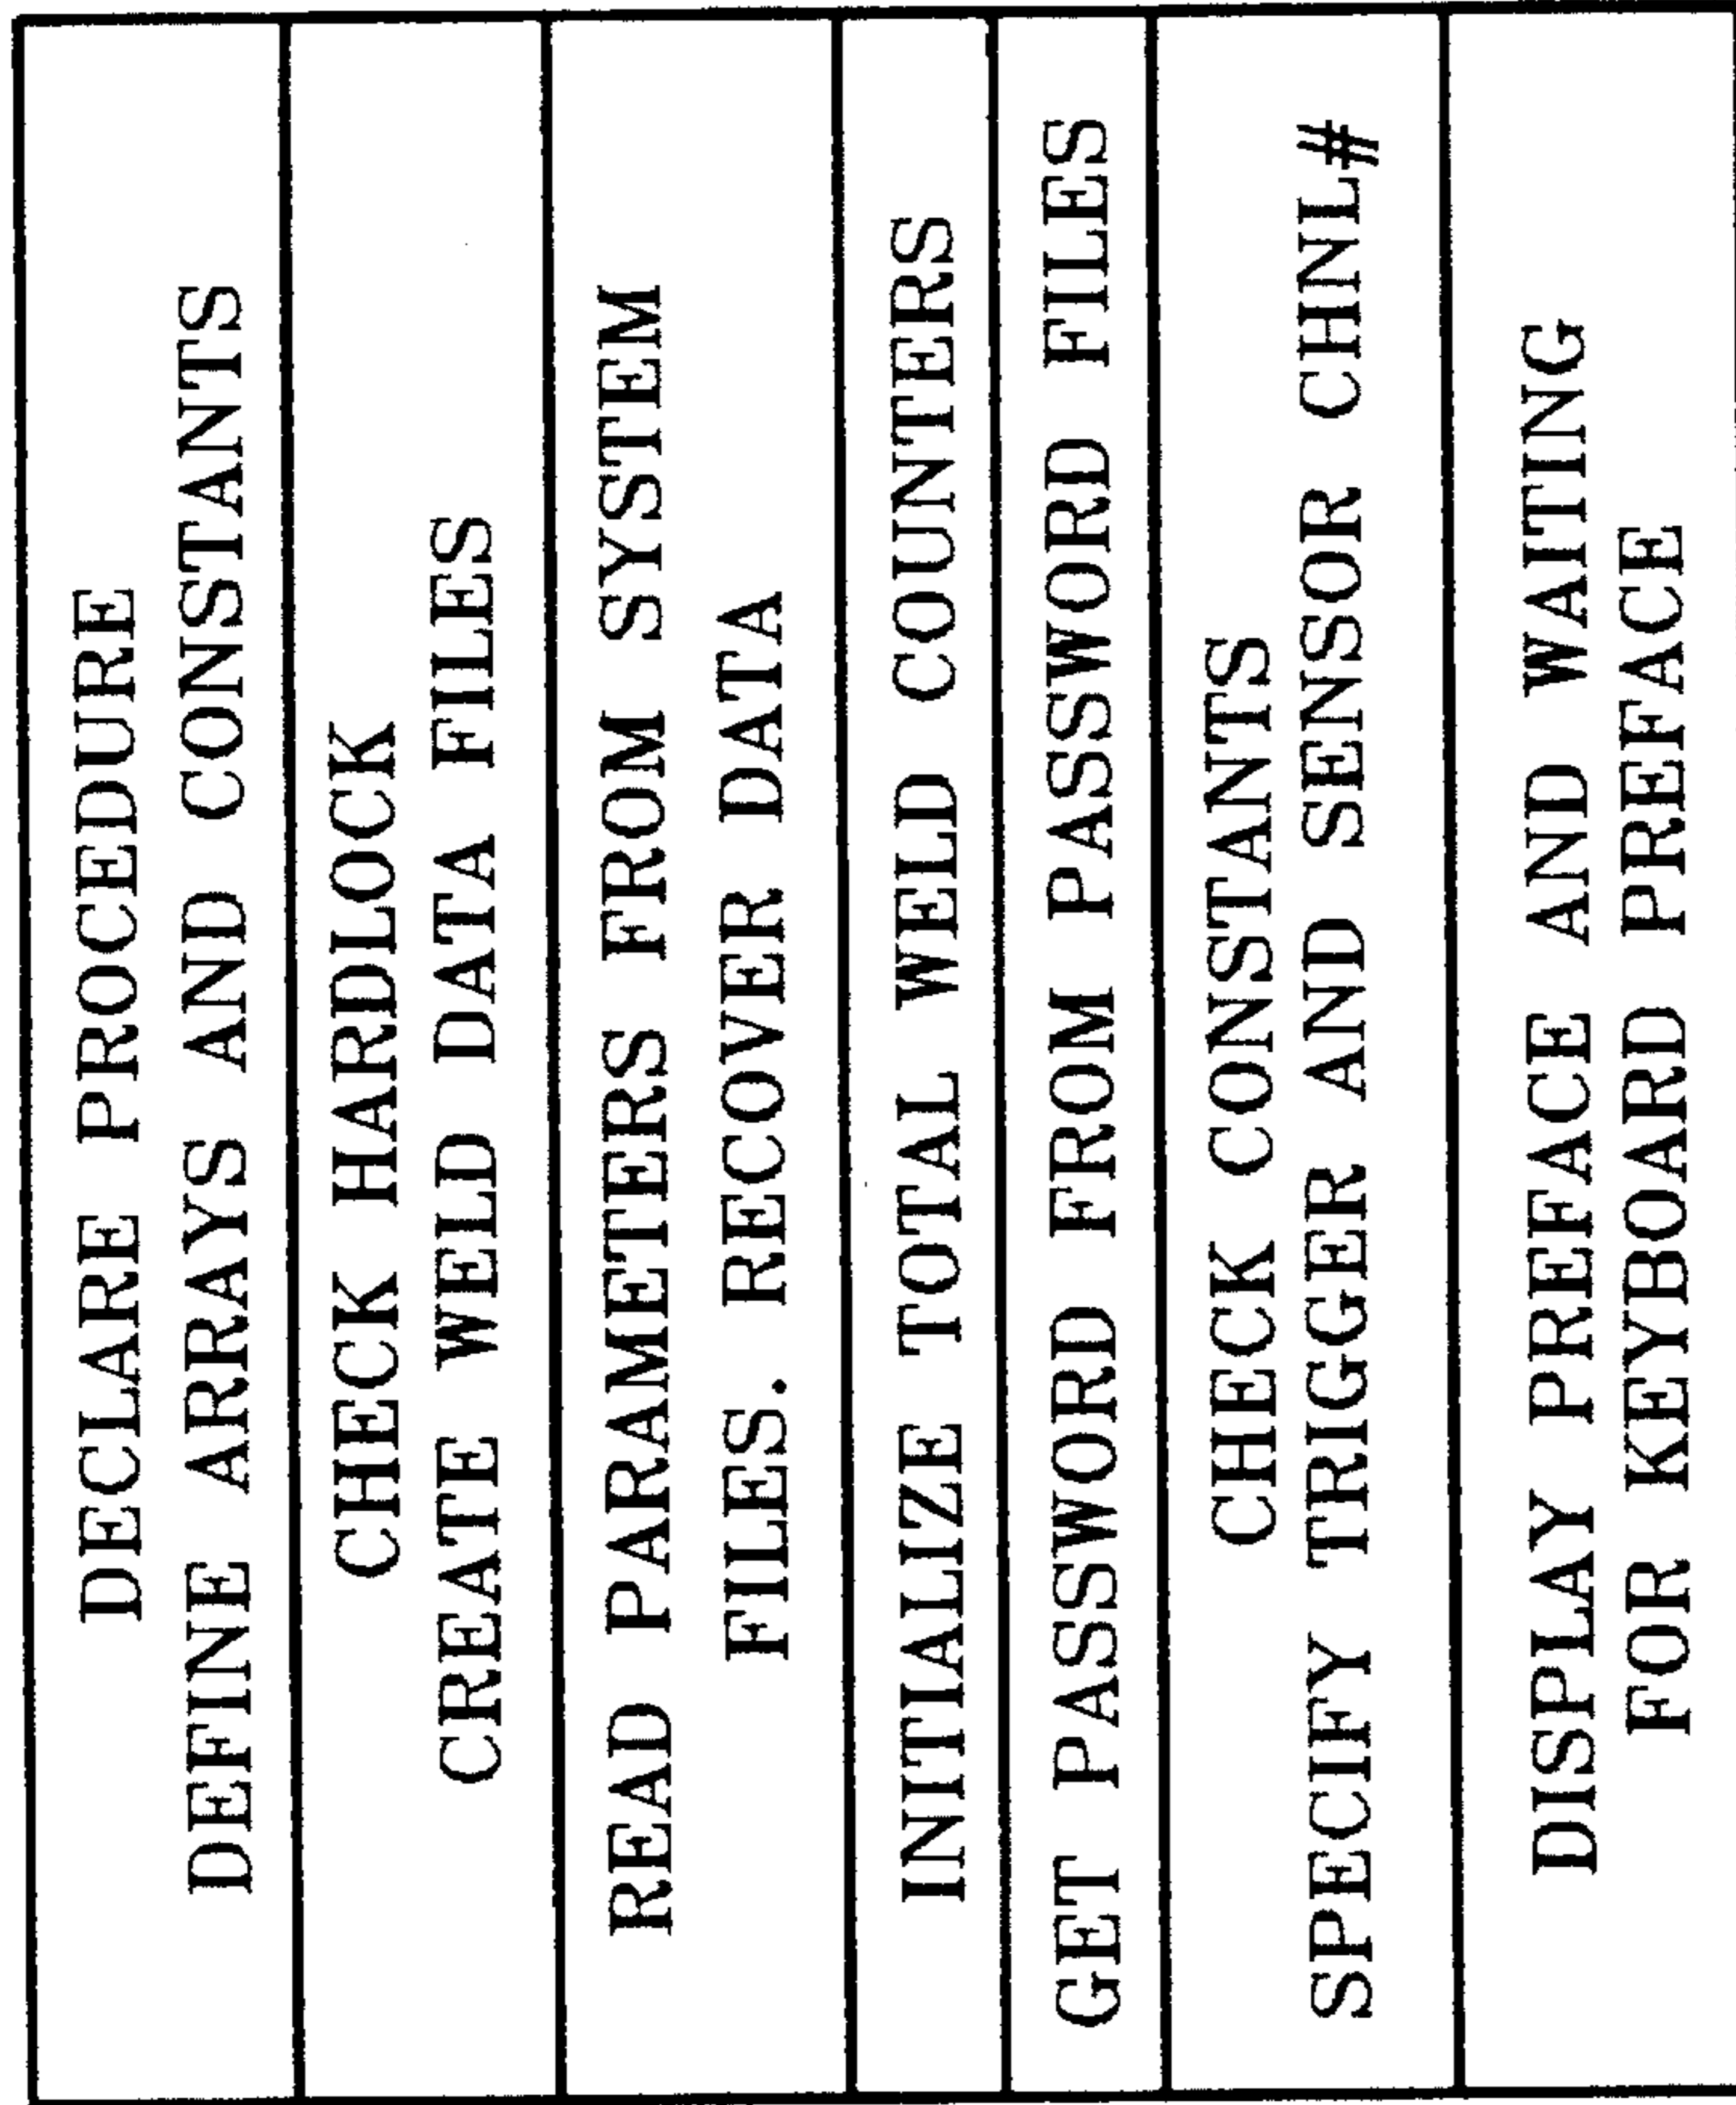 DECLARE PROCEDURE
DEFINE ARRAYS AND CONSTANTS
CHECK HARDLOCK
CREATE WELD DATA FILES
READ PARAMETERS FROM SYSTEM
FILES. RECOVER DATA
INITIALIZE TOTAL WELD COUNTERS
GET PASSWORD FROM PASSWORD FILES
CHECK CONSTANTS
SPECIFY TRIGGER AND SENSOR CHNL#
DISPLAY PREFACE AND WAITING
FOR KEYBOARD PREFACE